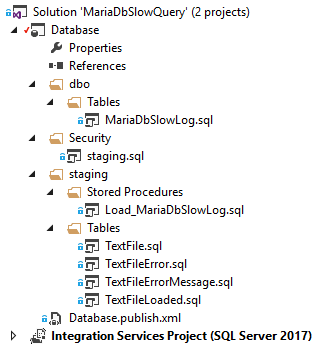 Solution 'MariaDbSlowQuery' (2 projects)
Database
Properties
References
dbo
Tables
MariaDbSlowLog.sql
Security
staging.sql
staging
Stored Procedures
Load_MariaDbSlowLog.sql
Tables
TextFile.sql
TextFileError.sql
TextFileErrorMessage.sql
TextFileLoaded.sql
Database.publish.xml
Integration Services Project (SQL Server 2017)